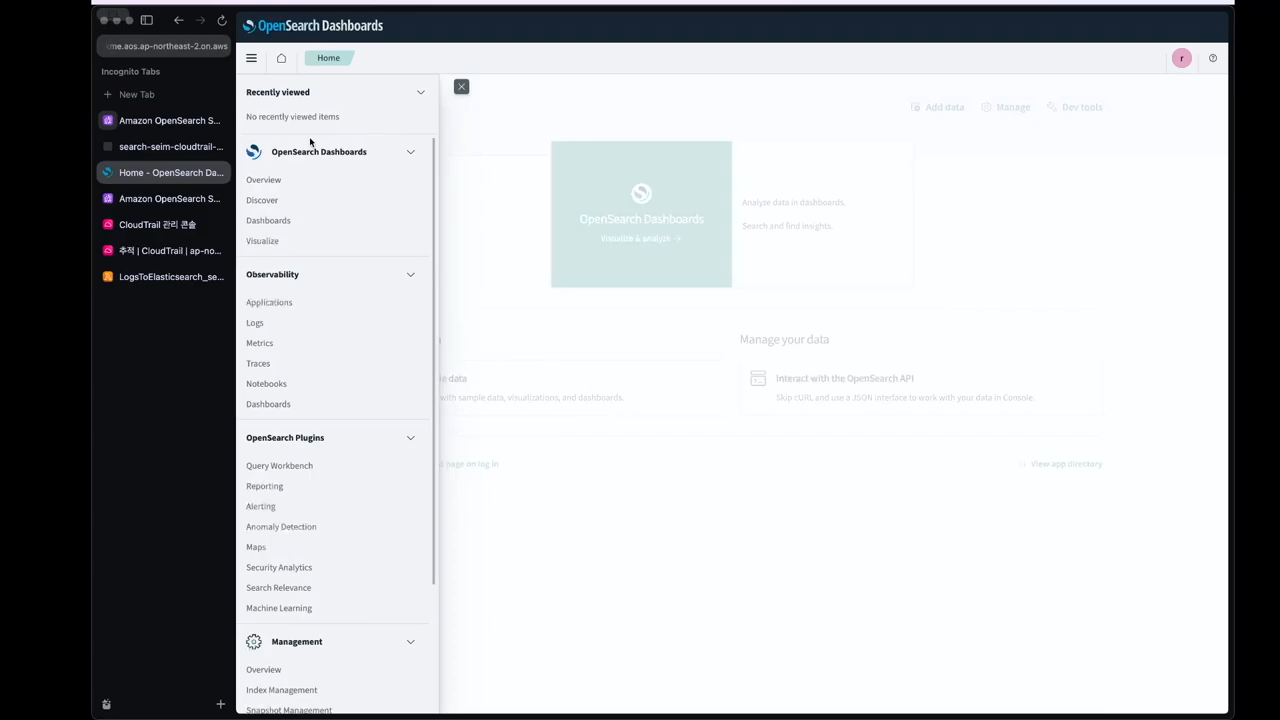 OpenSearch Dashboards
me.aos.ap-northeast-2.on.aws
Home
r
Incognito Tabs
New Tab
Amazon OpenSearch S...
search-seim-cloudtrail-...
Home - OpenSearch Da...
Amazon OpenSearch S...
CloudTrail 관리 콘솔
추적 | CloudTrail | ap-no...
LogsToElasticsearch_se...
Recently viewed
No recently viewed items
OpenSearch Dashboards
Overview
Discover
Dashboards
Visualize
Observability
Applications
Logs
Metrics
Traces
Notebooks
Dashboards
OpenSearch Plugins
Query Workbench
Reporting
Alerting
Anomaly Detection
Maps
Security Analytics
Search Relevance
Machine Learning
Management
Overview
Index Management
Snapshot Management
Add data
Manage
Dev tools
OpenSearch Dashboards
Visualize & analyze
Analyze data in dashboards.
Search and find insights.
Manage your data
data
with sample data, visualizations, and dashboards.
Interact with the OpenSearch API
Skip cURL and use a JSON interface to work with your data in Console.
page on log in
View app directory